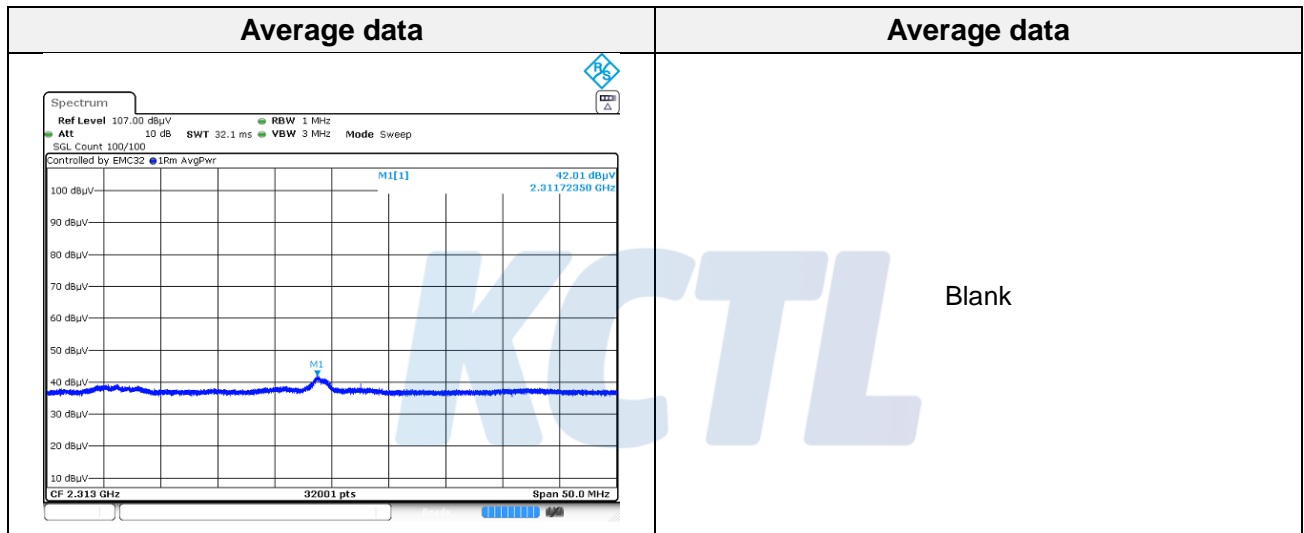 Average data
Average data
R&S
Spectrum
Ref Level 107.00 dBµV
RBW 1 MHz
Att 10 dB SWT 32.1 ms VBW 3 MHz Mode Sweep
SGL Count 100/100
Controlled by EMC32 1Rm AvgPwr
M1[1] 42.01 dBµV
2.31172350 GHz
100 dBµV
90 dBµV
80 dBµV
70 dBµV
60 dBµV
50 dBµV
M1
40 dBµV
30 dBµV
20 dBµV
10 dBµV
CF 2.313 GHz 32001 pts Span 50.0 MHz
Blank
KCTL